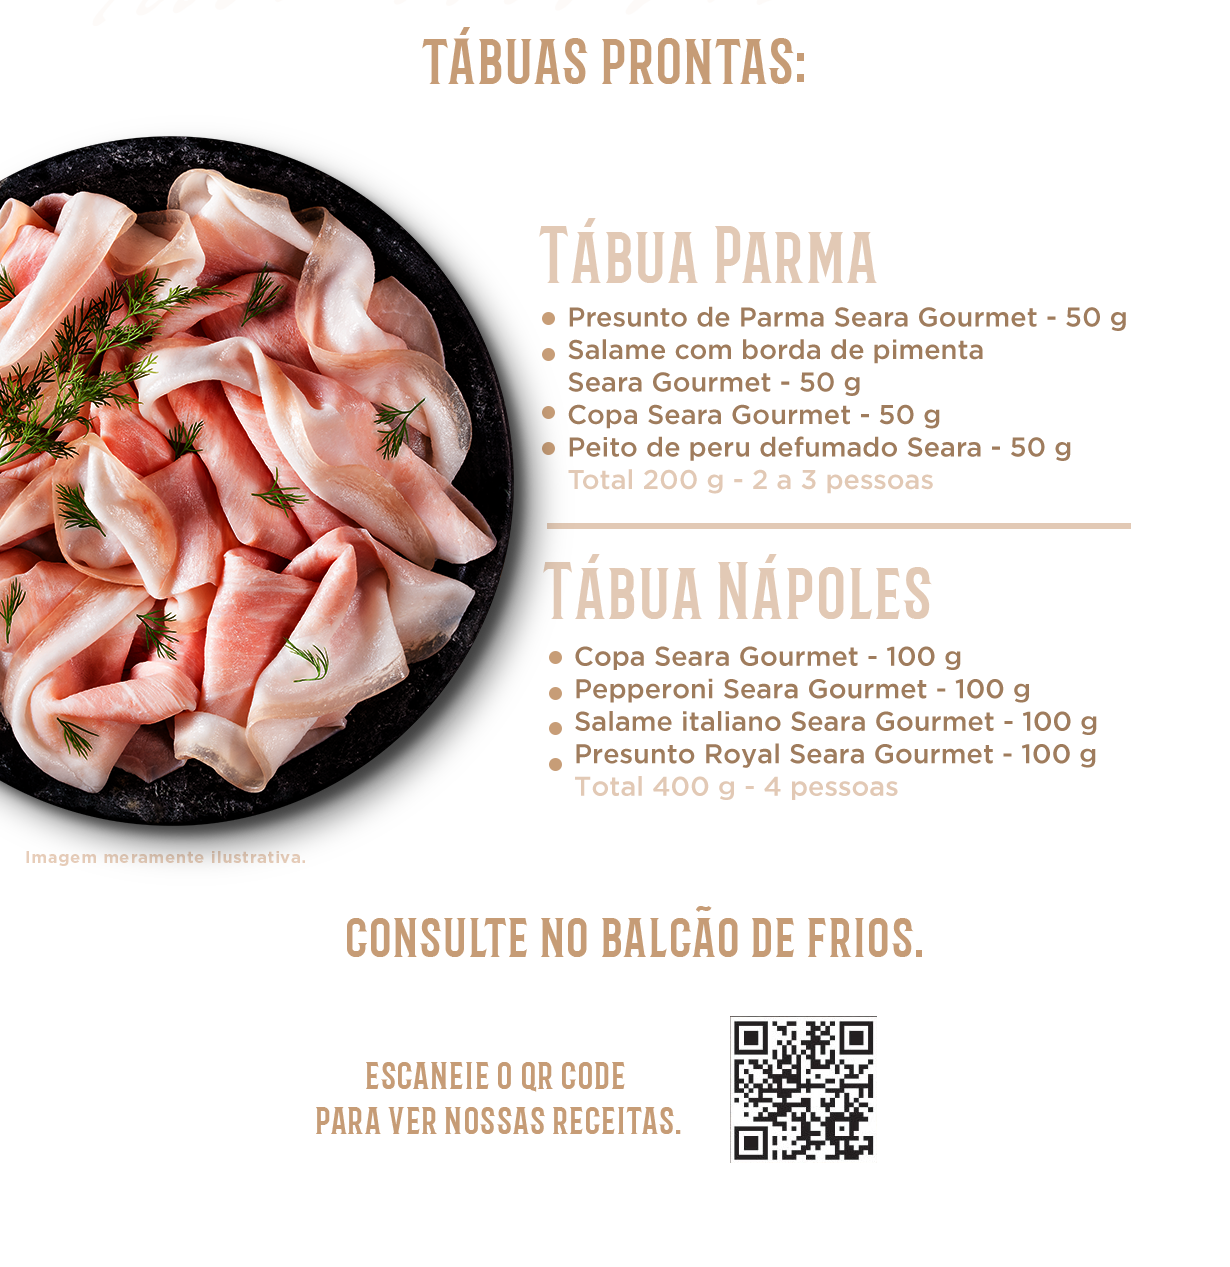 TÁBUAS PRONTAS:
TÁBUA PARMA
• Presunto de Parma Seara Gourmet - 50 g
• Salame com borda de pimenta
Seara Gourmet - 50 g
• Copa Seara Gourmet - 50 g
• Peito de peru defumado Seara - 50 g
Total 200 g - 2 a 3 pessoas
TÁBUA NÁPOLES
• Copa Seara Gourmet - 100 g
• Pepperoni Seara Gourmet - 100 g
• Salame italiano Seara Gourmet - 100 g
• Presunto Royal Seara Gourmet - 100 g
Total 400 g - 4 pessoas
Imagem meramente ilustrativa.
CONSULTE NO BALCÃO DE FRIOS.
ESCANEIE O QR CODE
PARA VER NOSSAS RECEITAS.